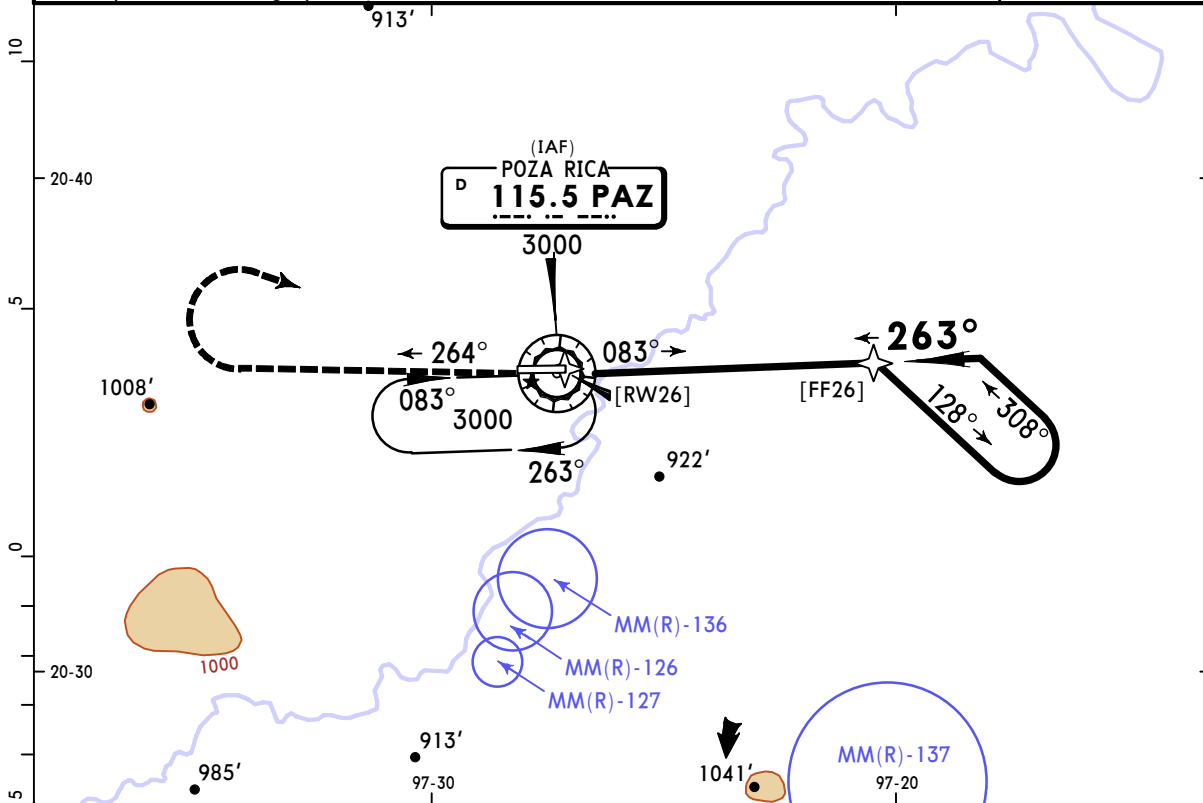 913'
10
(IAF)
POZA RICA
20-40
D 115.5 PAZ
3000
5
263°
264°
083°
1008'
083°
[RW26]
[FF26]
128°
308°
3000
263°
922'
0
MM(R)-136
1000
MM(R)-126
20-30
MM(R)-127
5
913'
MM(R)-137
985'
1041'
97-30
97-20